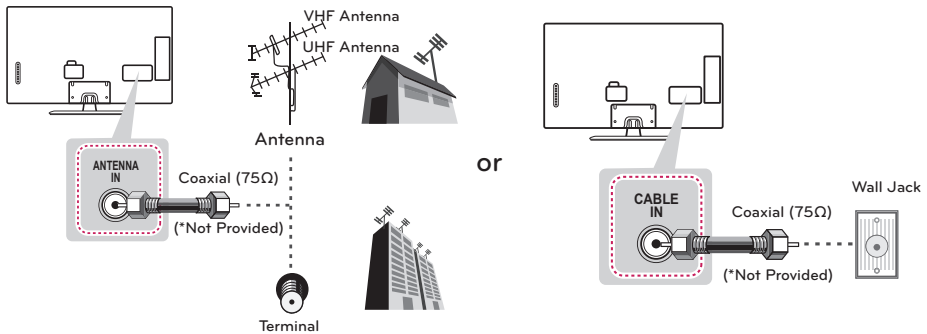 VHF Antenna
UHF Antenna
Antenna
ANTENNA
IN
Coaxial (75Ω)
(*Not Provided)
Terminal
or
CABLE
IN
Wall Jack
Coaxial (75Ω)
(*Not Provided)